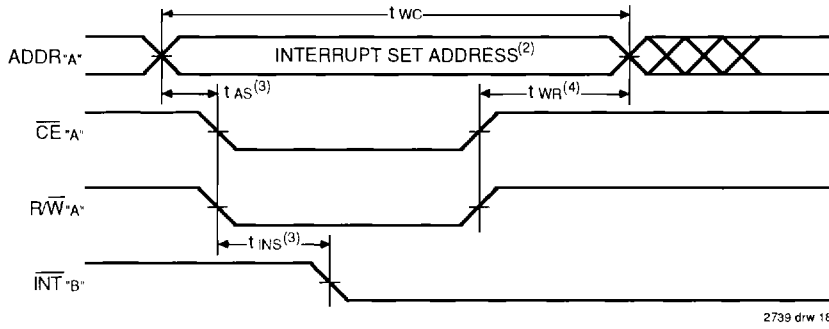 t WC
ADDR"A"
INTERRUPT SET ADDRESS(2)
t AS(3)
t WR(4)
CE "A"
R/W "A"
t INS(3)
INT "B"
2739 drw 18